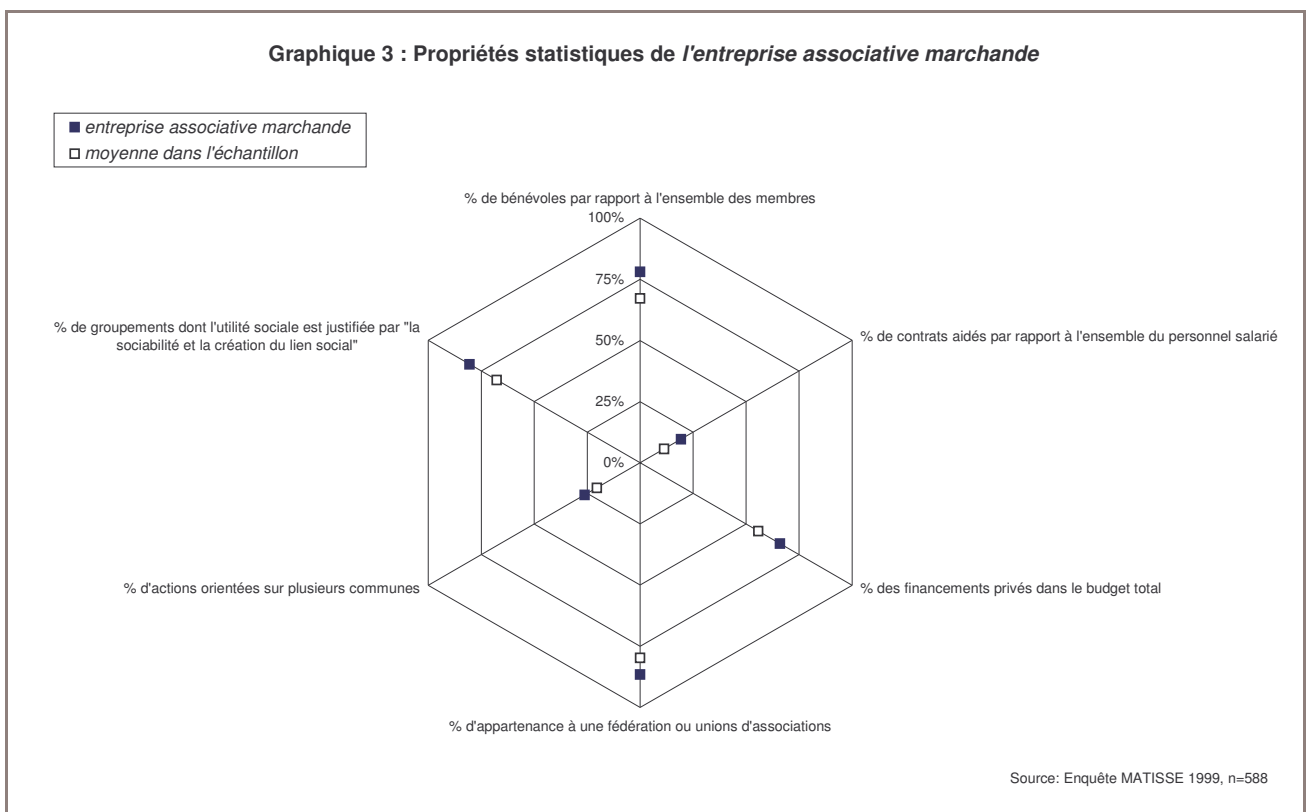 Graphique 3 : Propriétés statistiques de l'entreprise associative marchande
entreprise associative marchande
moyenne dans l'échantillon
% de bénévoles par rapport à l'ensemble des membres
100%
75%
50%
25%
0%
% de groupements dont l'utilité sociale est justifiée par "la
sociabilité et la création du lien social"
% de contrats aidés par rapport à l'ensemble du personnel salarié
% d'actions orientées sur plusieurs communes
% des financements privés dans le budget total
% d'appartenance à une fédération ou unions d'associations
Source: Enquête MATISSE 1999, n=588